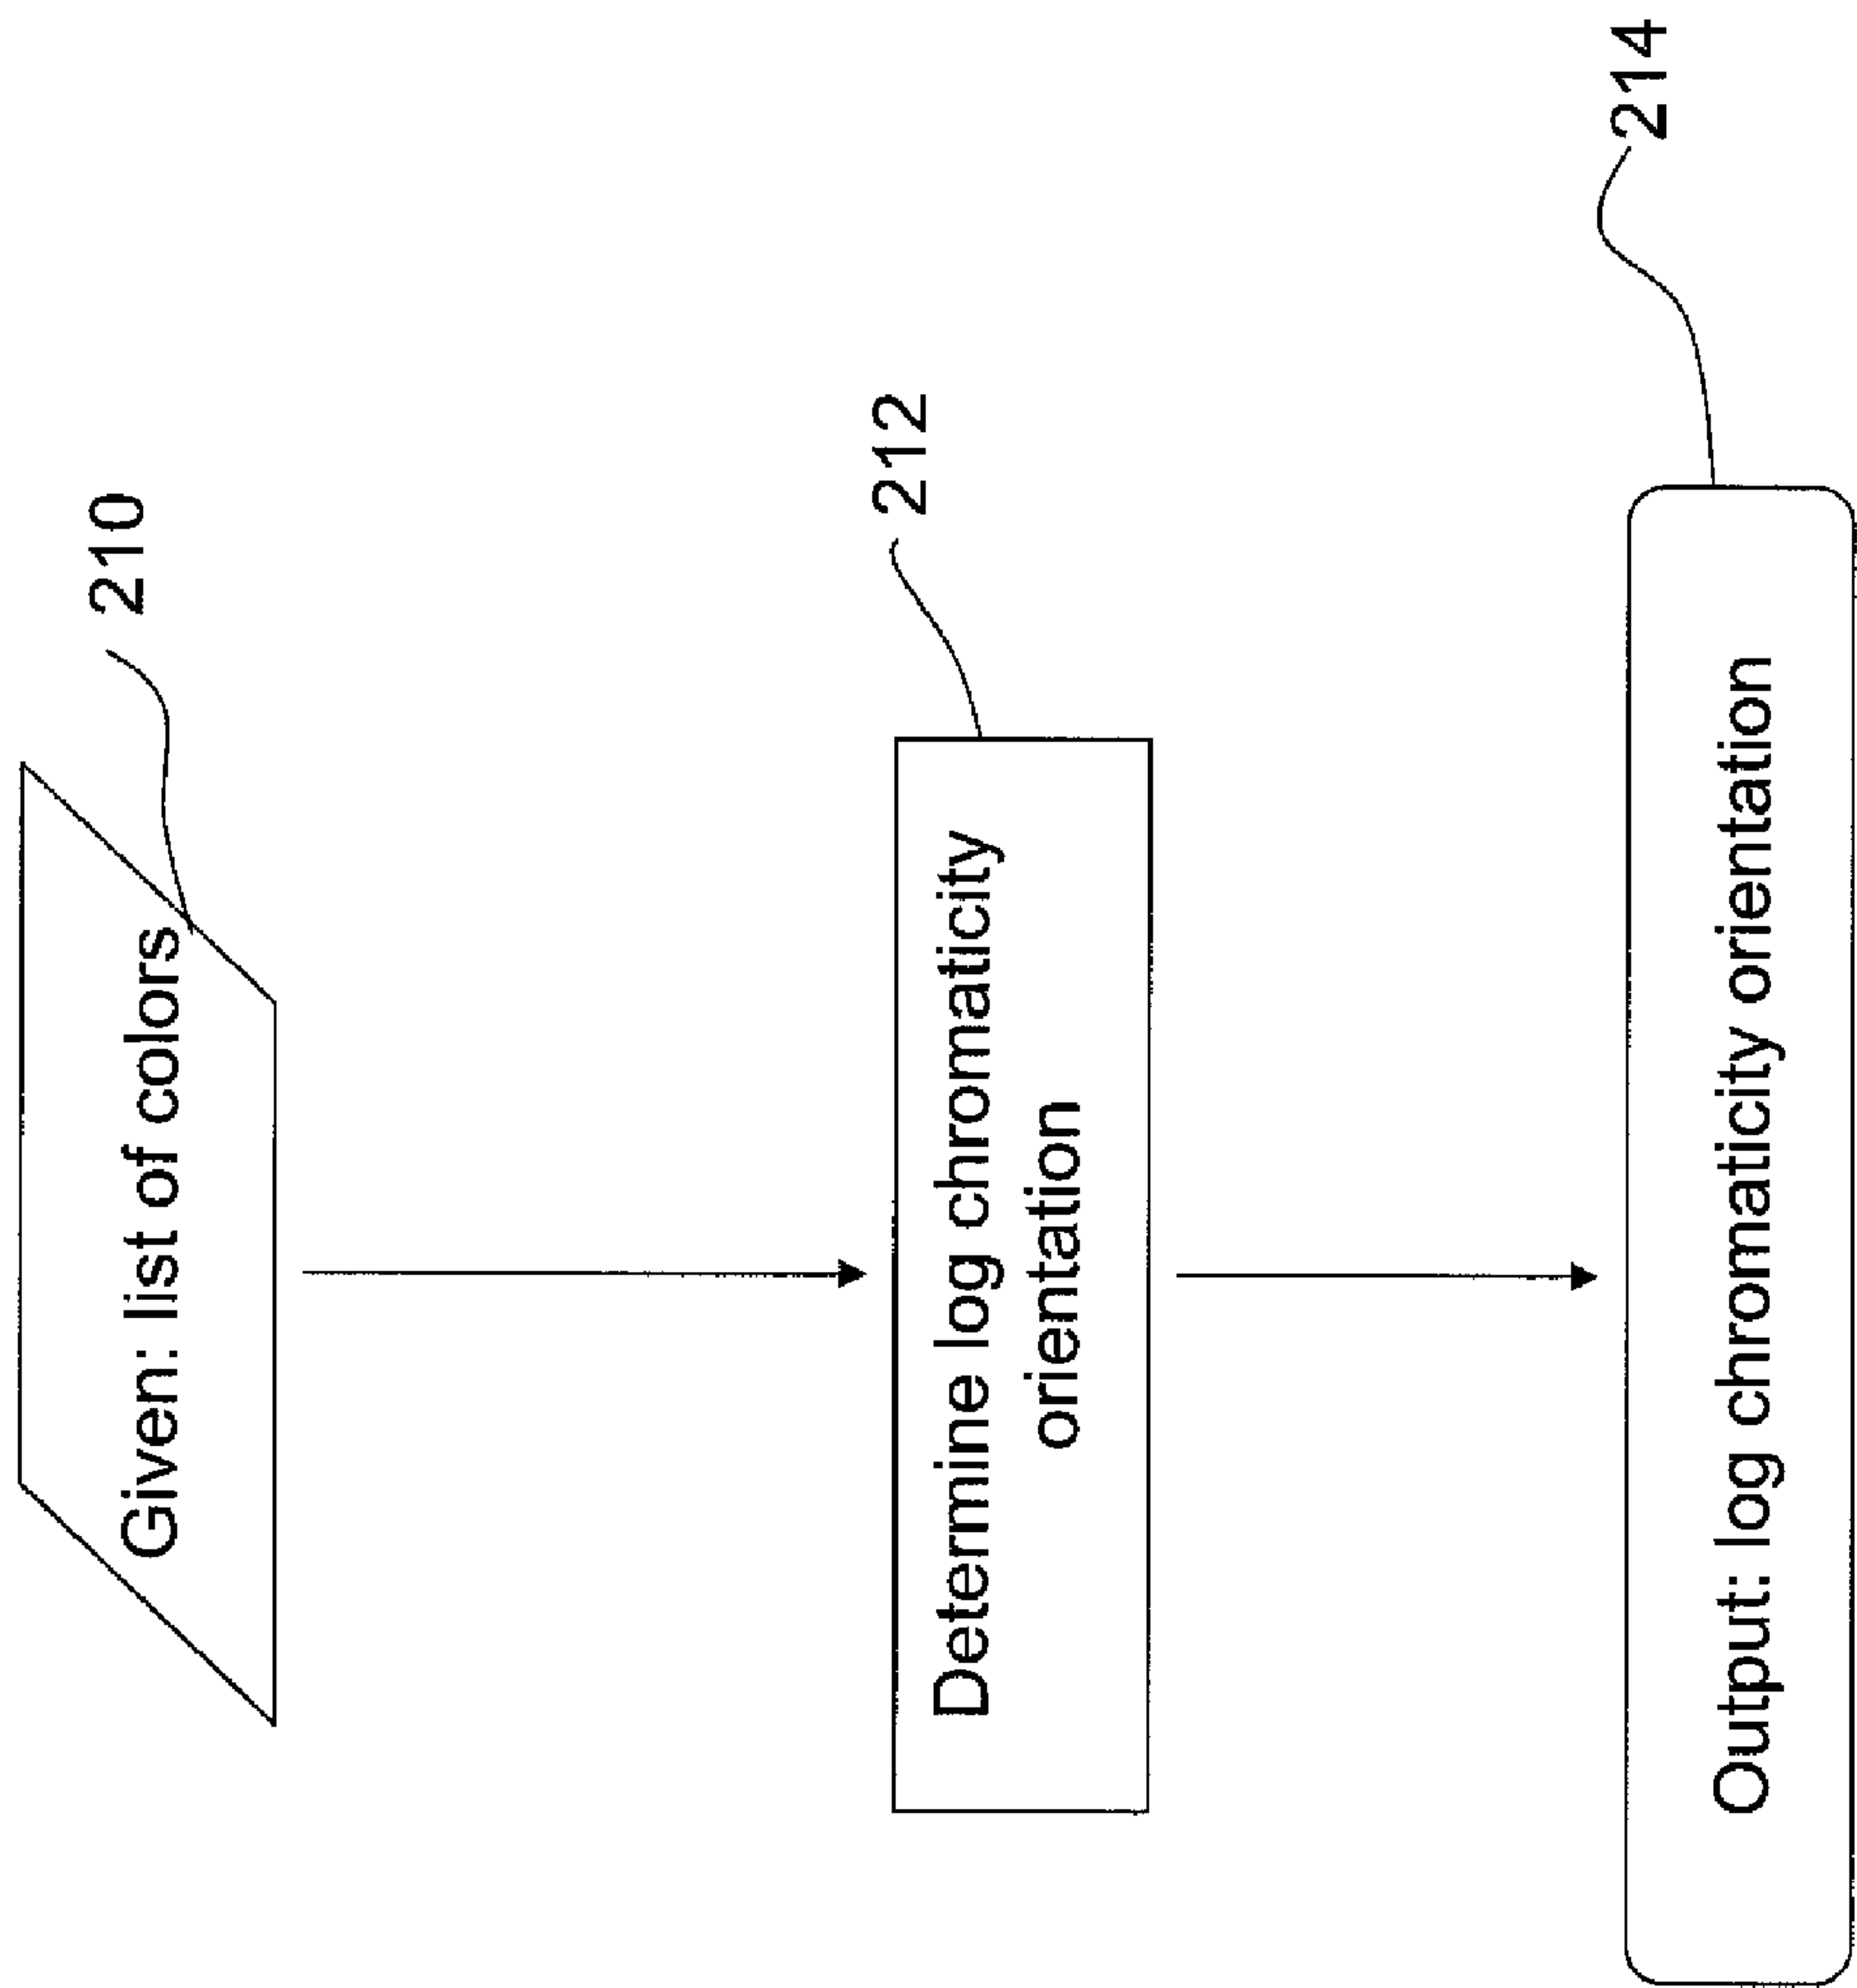 Given: list of colors
210
Determine log chromaticity
orientation
212
Output: log chromaticity orientation
214